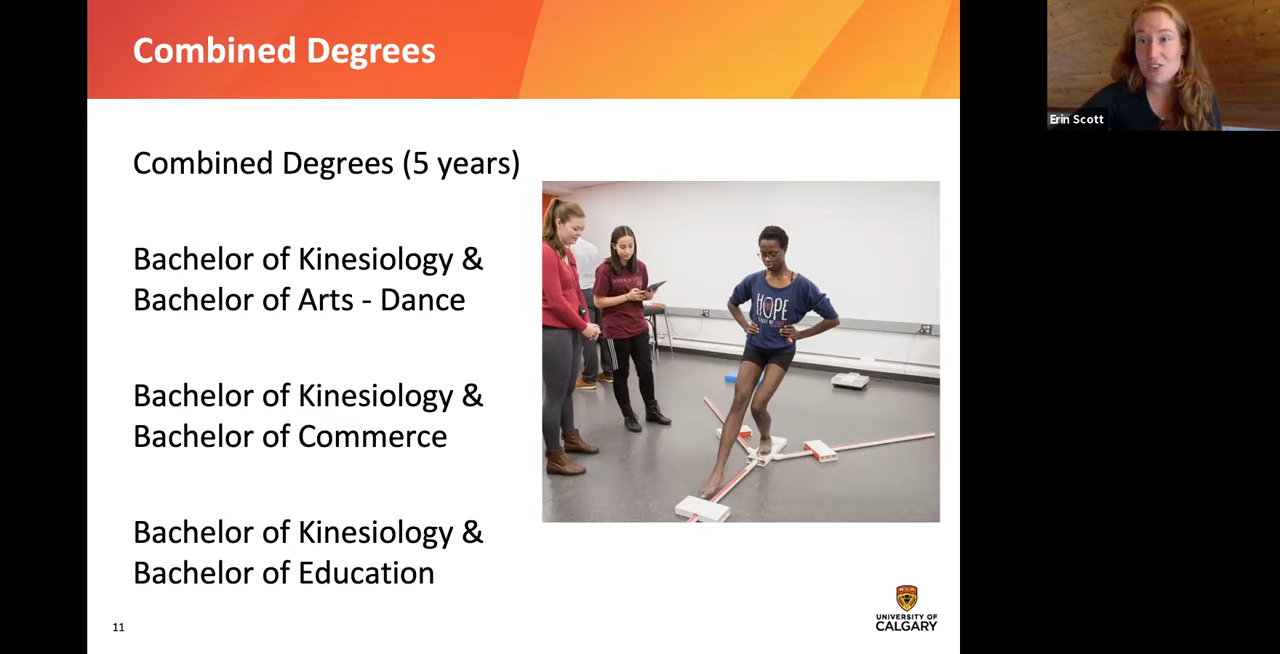 Combined Degrees
Erin Scott
Combined Degrees (5 years)
Bachelor of Kinesiology &
Bachelor of Arts - Dance
Bachelor of Kinesiology &
Bachelor of Commerce
Bachelor of Kinesiology &
Bachelor of Education
HOPE
11
UNIVERSITY OF
CALGARY